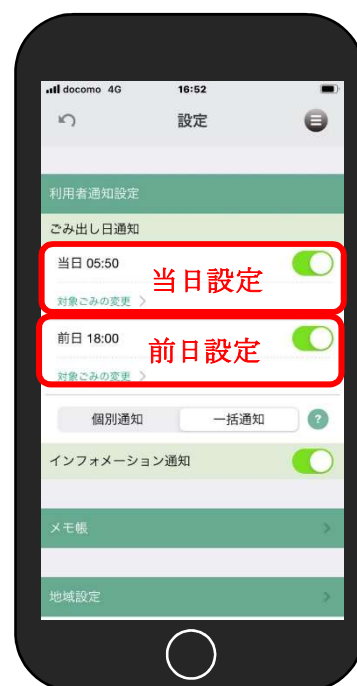 docomo 4G 16:52
設定
利用者通知設定
ごみ出し日通知
当日 05:50
当日設定
対象ごみの変更 >
前日 18:00
前日設定
対象ごみの変更 >
個別通知 一括通知 ?
インフォメーション通知
メモ帳 >
地域設定 >